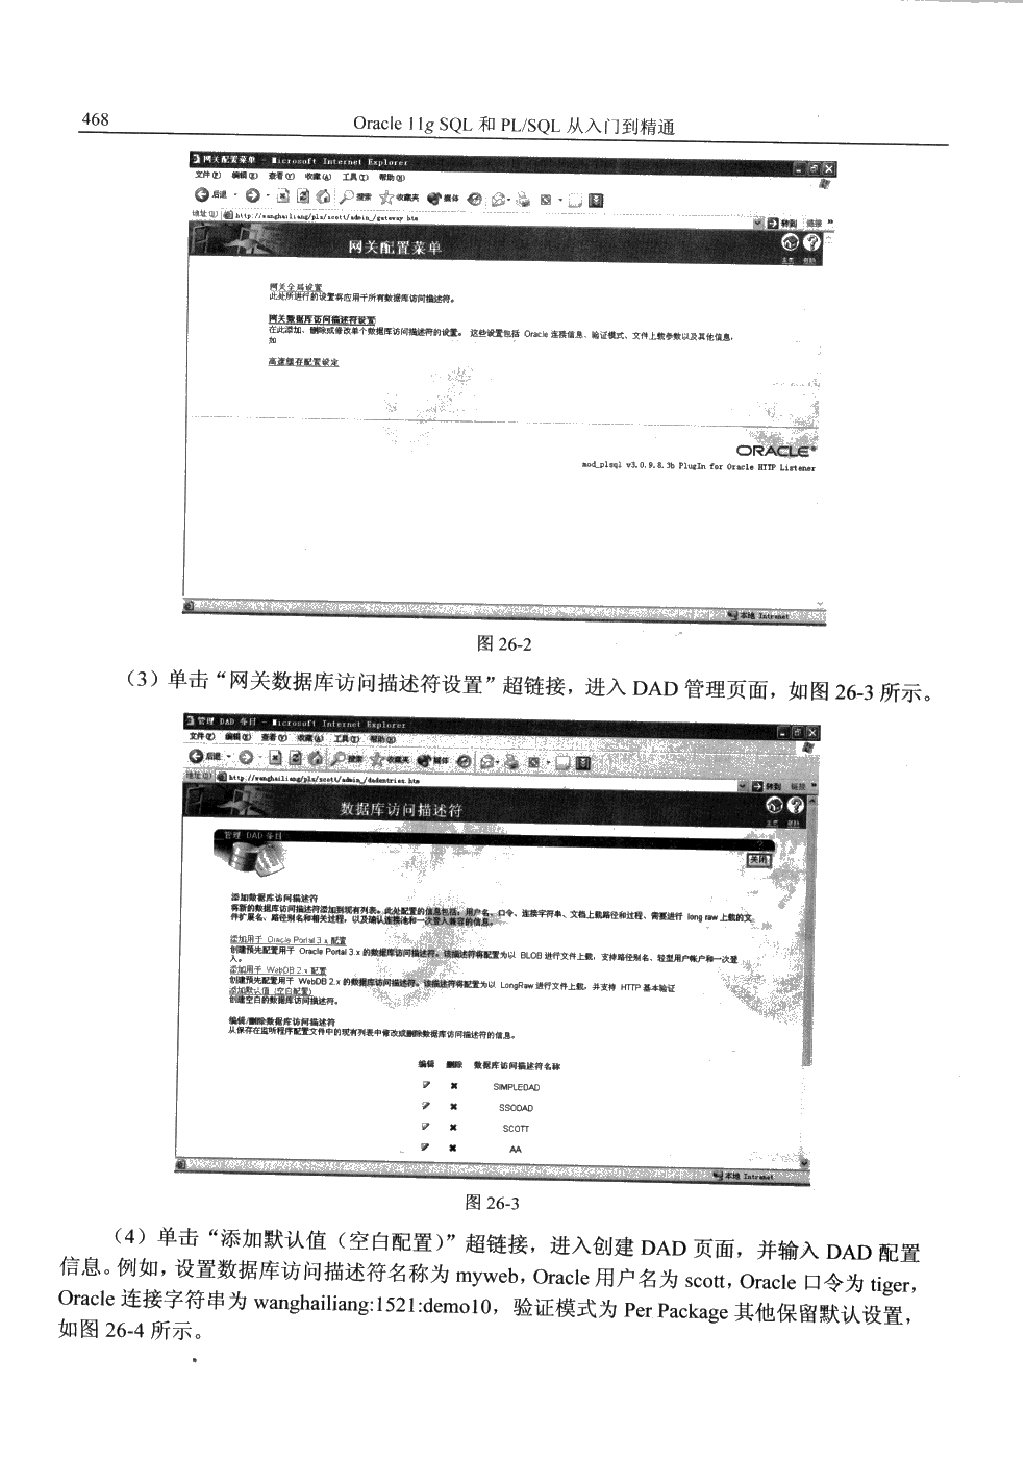 468
Oracle 11g SQL 和 PL/SQL 从入门到精通
网关配置菜单 - Microsoft Internet Explorer
文件(F) 编辑(E) 查看(V) 收藏(A) 工具(T) 帮助(H)
后退 搜索 收藏夹 媒体
地址(D) http://wanghailiang/pls/scott/admin_/gateway.htm 转到 链接 »
网关配置菜单
主页
网关全局设置
此处所进行的设置将应用于所有数据库访问描述符。
网关数据库访问描述符设置
在此添加、删除或修改单个数据库访问描述符的设置。 这些设置包括 Oracle 连接信息、验证模式、文件上载参数以及其他信息,
如
高速缓存配置设定
ORACLE
mod_plsql v3.0.9.8.3b PlugIn for Oracle HTTP Listener
本地 Intranet
图 26-2
(3)单击“网关数据库访问描述符设置”超链接,进入 DAD 管理页面,如图 26-3 所示。
管理 DAD 条目 - Microsoft Internet Explorer
文件(F) 编辑(E) 查看(V) 收藏(A) 工具(T) 帮助(H)
后退 搜索 收藏夹 媒体
地址(D) http://wanghailiang/pls/scott/admin_/dadentries.htm 转到 链接 »
数据库访问描述符
主页
管理 DAD 条目
关闭
添加数据库访问描述符
将新的数据库访问描述符添加到现有列表。此处配置的信息包括: 用户名、口令、连接字符串、文档上载路径和过程、需要进行 long raw 上载的文
件扩展名、路径别名和相关过程, 以及确认连接池和一次登入兼容的信息。
添加用于 Oracle Portal 3.x 配置
创建预先配置用于 Oracle Portal 3.x 的数据库访问描述符。该描述符将配置为以 BLOB 进行文件上载, 支持路径别名、轻型用户帐户和一次登
入。
添加用于 WebDB 2.x 配置
创建预先配置用于 WebDB 2.x 的数据库访问描述符。该描述符将配置为以 LongRaw 进行文件上载, 并支持 HTTP 基本验证
添加默认值 (空白配置)
创建空白的数据库访问描述符。
编辑/删除数据库访问描述符
从保存在监听程序配置文件中的现有列表中修改或删除数据库访问描述符的信息。
编辑 删除 数据库访问描述符名称
SIMPLEDAD
SSODAD
SCOTT
AA
本地 Intranet
图 26-3
(4)单击“添加默认值(空白配置)”超链接,进入创建 DAD 页面,并输入 DAD 配置
信息。例如,设置数据库访问描述符名称为 myweb,Oracle 用户名为 scott,Oracle 口令为 tiger,
Oracle 连接字符串为 wanghailiang:1521:demo10,验证模式为 Per Package 其他保留默认设置,
如图 26-4 所示。